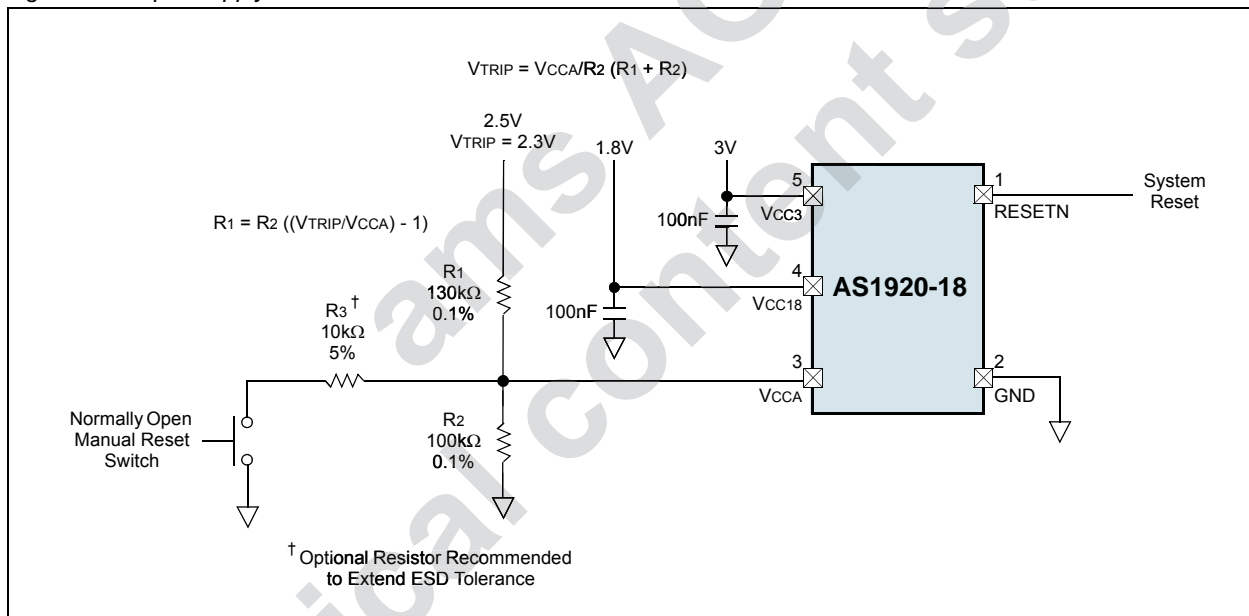 VTRIP = VCCA/R2 (R1 + R2)
2.5V
VTRIP = 2.3V
1.8V
3V
R1 = R2 ((VTRIP/VCCA) - 1)
R1
130kΩ
0.1%
R3 †
10kΩ
5%
100nF
100nF
5
VCC3
4
VCC18
3
VCCA
AS1920-18
1
RESETN
2
GND
System
Reset
R2
100kΩ
0.1%
Normally Open
Manual Reset
Switch
† Optional Resistor Recommended
to Extend ESD Tolerance
ams AG